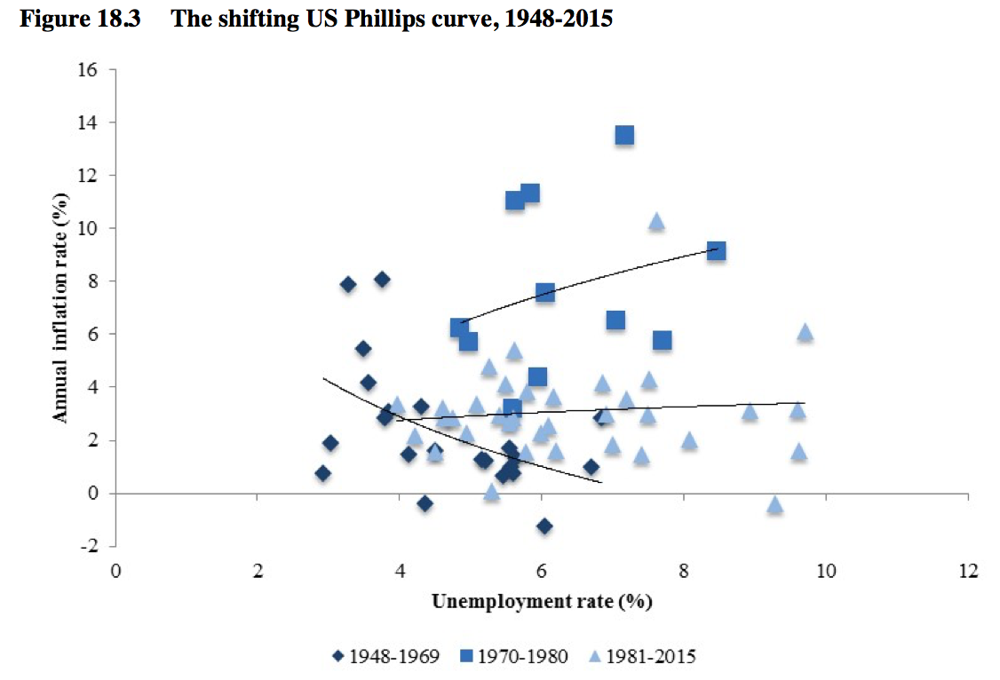 Figure 18.3 The shifting US Phillips curve, 1948-2015
16
14
12
10
8
6
4
2
0
-2
Annual inflation rate (%)
0 2 4 6 8 10 12
Unemployment rate (%)
1948-1969 1970-1980 1981-2015